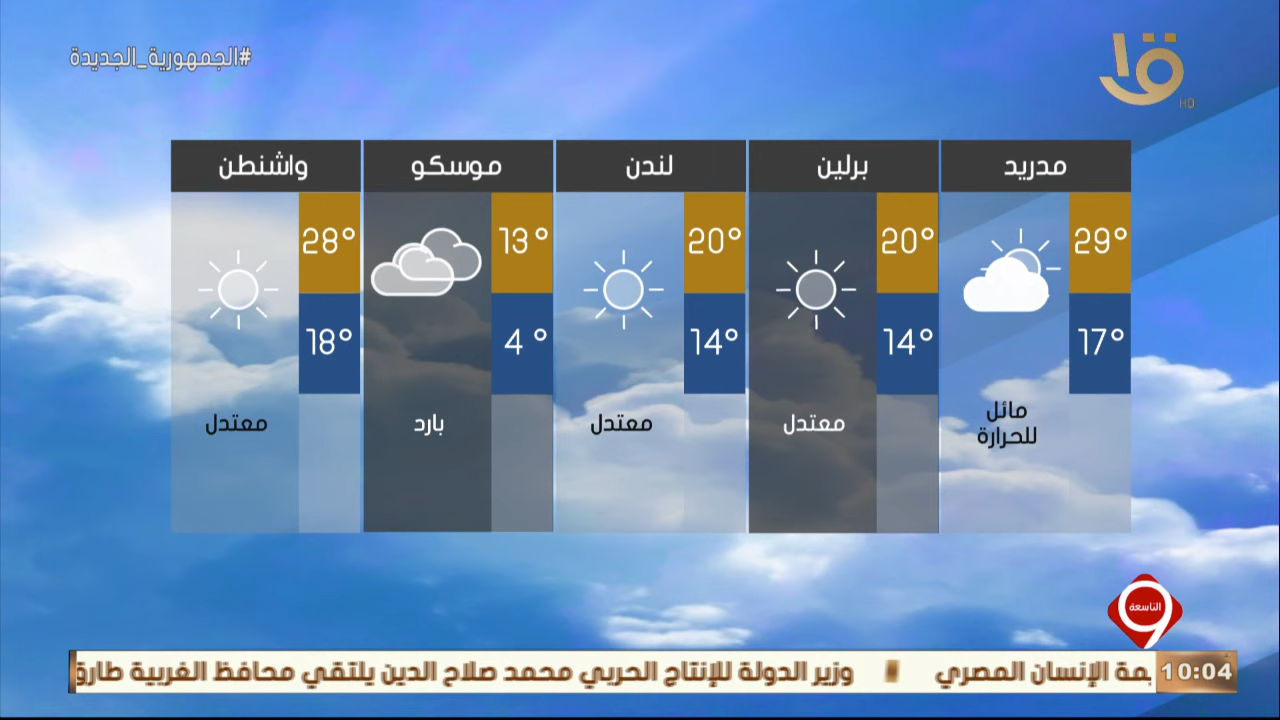 #الجمهورية_الجديدة
HD
مدريد
29°
17°
مائل
للحرارة
برلين
20°
14°
معتدل
لندن
20°
14°
معتدل
موسكو
13°
4°
بارد
واشنطن
28°
18°
معتدل
التاسعة
9
10:04
الإنسان المصري
وزير الدولة للإنتاج الحربي محمد صلاح الدين يلتقي محافظ الغربية طارق